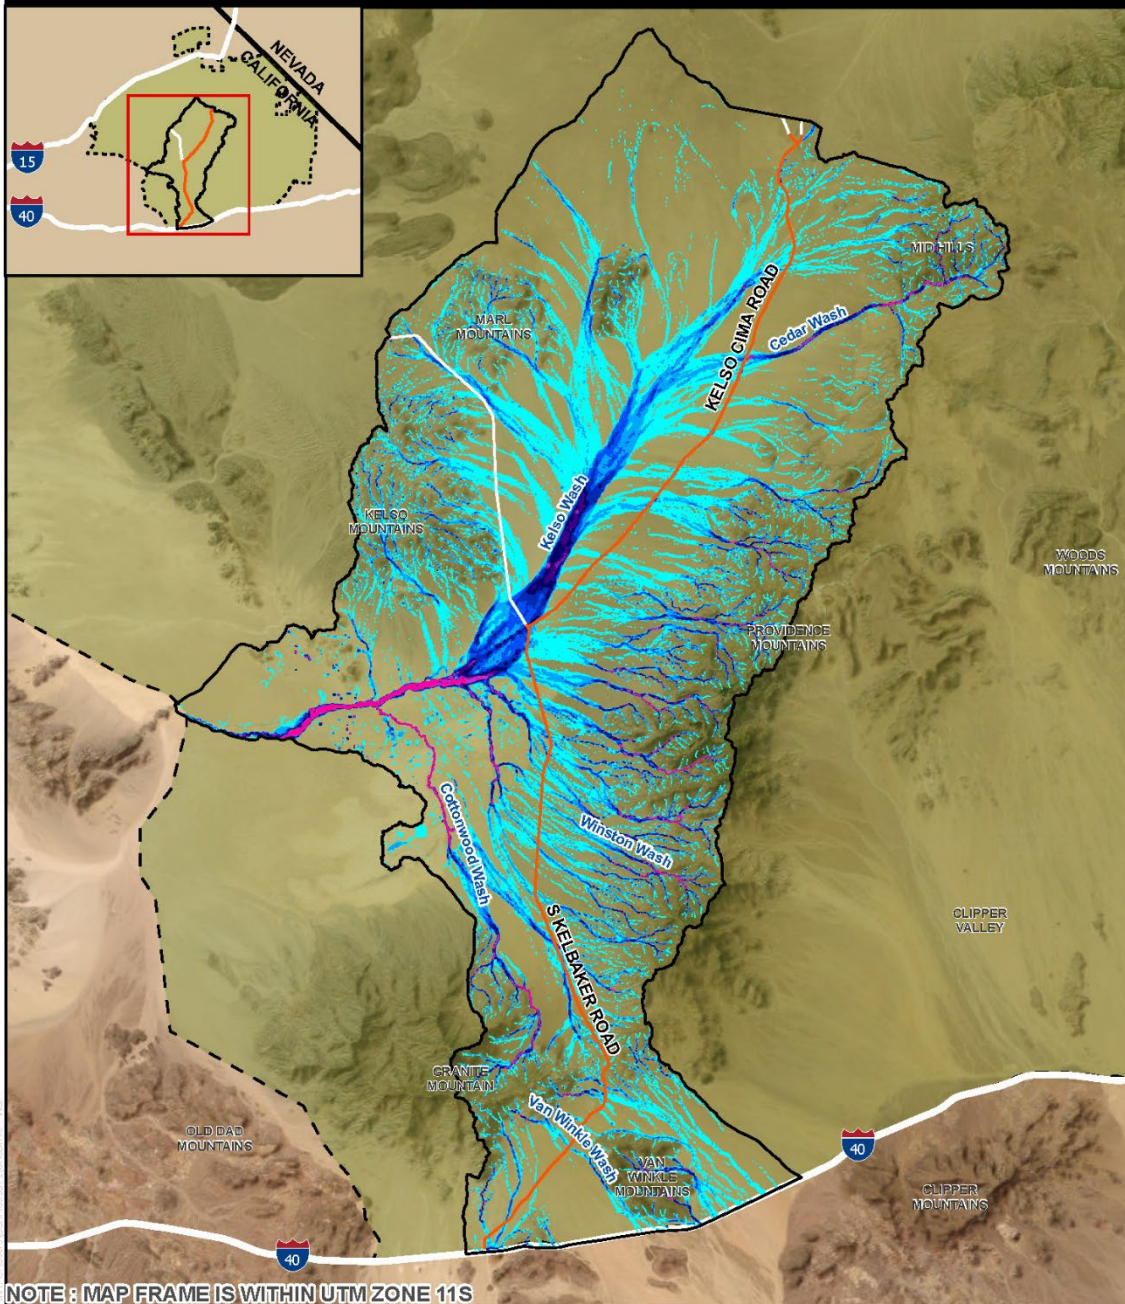 NEVADA
CALIFORNIA
15
40
MID HILLS
MARL
MOUNTAINS
KELSO CIMA ROAD
Cedar Wash
Kelso Wash
KELSO
MOUNTAINS
WOODS
MOUNTAINS
PROVIDENCE
MOUNTAINS
Cottonwood Wash
Winston Wash
CLIPPER
VALLEY
S KELBAKER ROAD
GRANITE
MOUNTAIN
Van Winkle Wash
OLD DAD
MOUNTAINS
40
VAN
WINKLE
MOUNTAINS
CLIPPER
MOUNTAINS
40
NOTE : MAP FRAME IS WITHIN UTM ZONE 11S